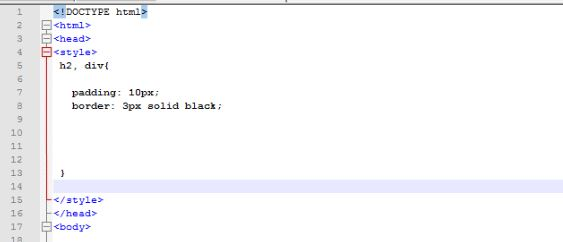 1 <!DOCTYPE html>
2 <html>
3 <head>
4 <style>
5 h2, div{
6
7 padding: 10px;
8 border: 3px solid black;
9
10
11
12
13 }
14
15 </style>
16 </head>
17 <body>
18